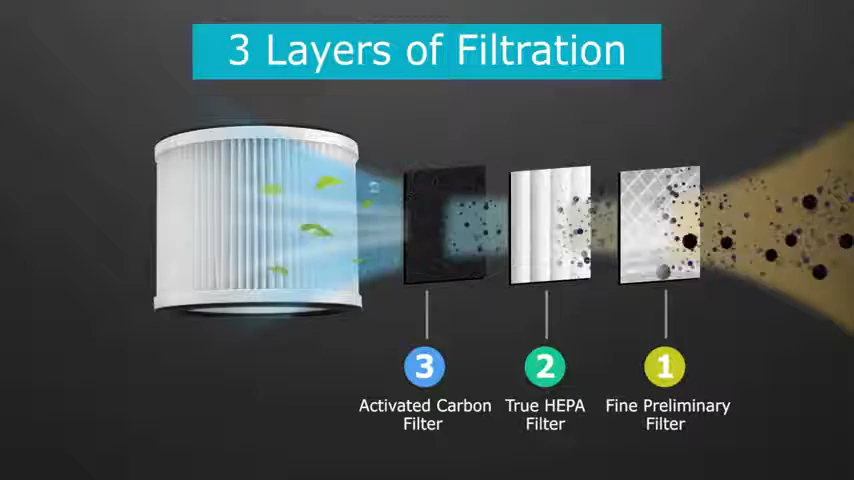 3 Layers of Filtration
3
2
1
Activated Carbon
Filter
True HEPA
Filter
Fine Preliminary
Filter